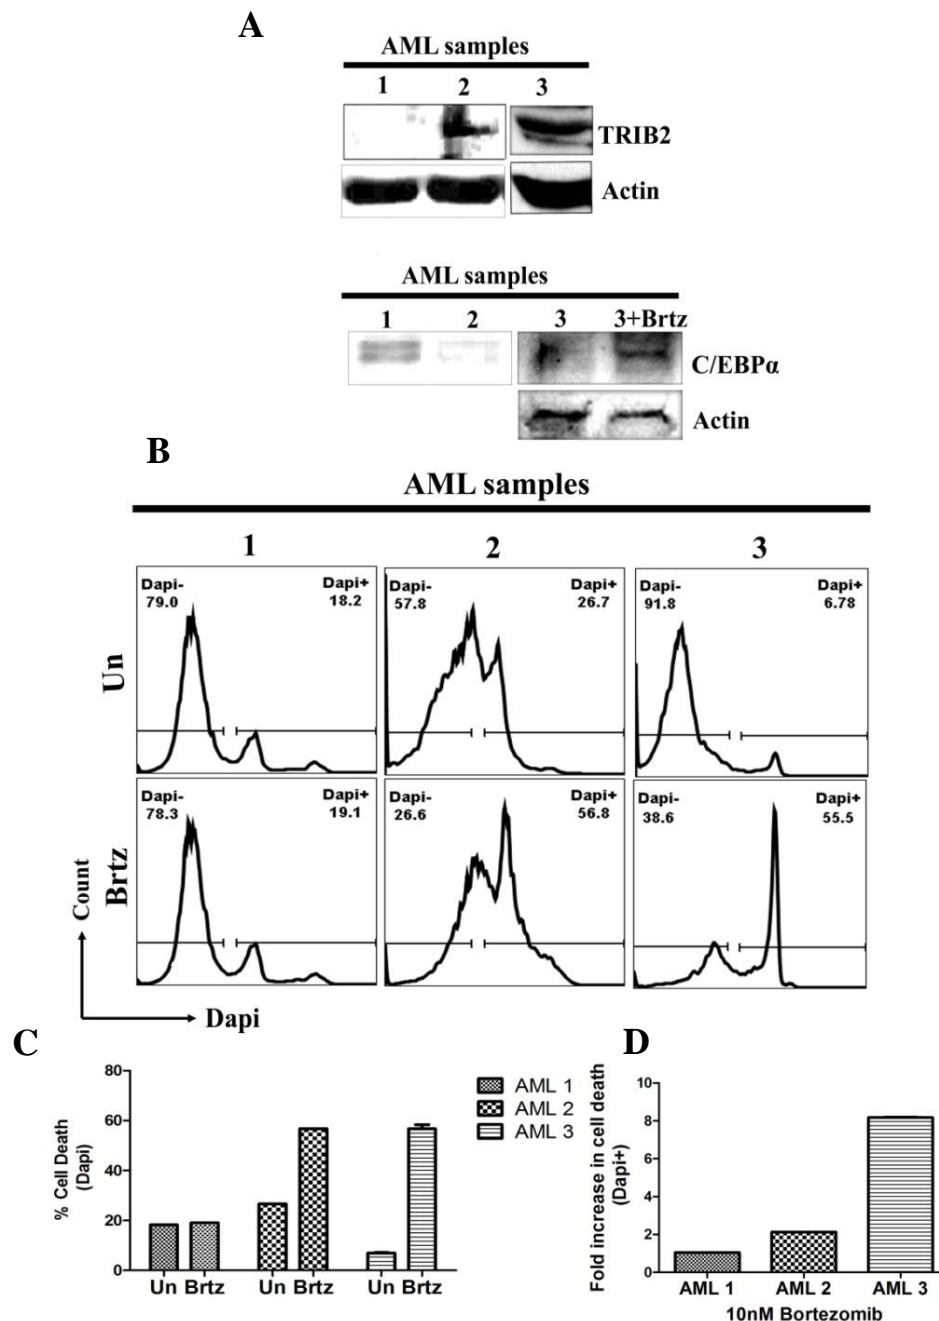 A
AML samples
1 2 3
TRIB2
Actin
AML samples
1 2 3 3+Brtz
C/EBPα
Actin
B
AML samples
1 2 3
Un
Dapi- Dapi+ Dapi- Dapi+ Dapi- Dapi+
79.0 18.2 57.8 26.7 91.8 6.78
Brtz
Dapi- Dapi+ Dapi- Dapi+ Dapi- Dapi+
78.3 19.1 26.6 56.8 38.6 55.5
Count
Dapi
C
% Cell Death
(Dapi)
80
60
40
20
0
Un Brtz Un Brtz Un Brtz
AML 1
AML 2
AML 3
D
Fold increase in cell death
(Dapi+)
10
8
6
4
2
0
AML 1 AML 2 AML 3
10nM Bortezomib